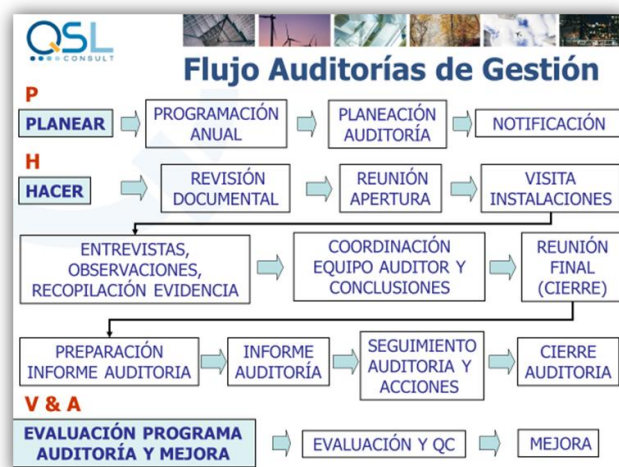 QSL
CONSULT
Flujo Auditorías de Gestión
P
PLANEAR
PROGRAMACIÓN
ANUAL
PLANEACIÓN
AUDITORÍA
NOTIFICACIÓN
H
HACER
REVISIÓN
DOCUMENTAL
REUNIÓN
APERTURA
VISITA
INSTALACIONES
ENTREVISTAS,
OBSERVACIONES,
RECOPILACIÓN EVIDENCIA
COORDINACIÓN
EQUIPO AUDITOR Y
CONCLUSIONES
REUNIÓN
FINAL
(CIERRE)
PREPARACIÓN
INFORME AUDITORIA
INFORME
AUDITORÍA
SEGUIMIENTO
AUDITORIA Y
ACCIONES
CIERRE
AUDITORIA
V & A
EVALUACIÓN PROGRAMA
AUDITORÍA Y MEJORA
EVALUACIÓN Y QC
MEJORA